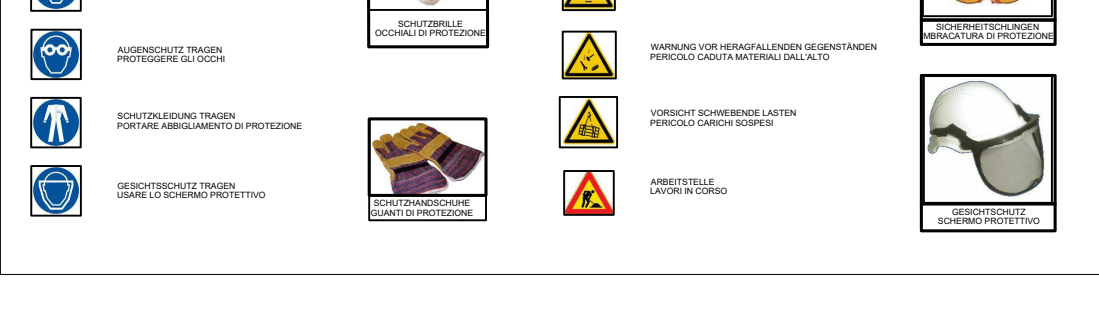 AUGENSCHUTZ TRAGEN
PROTEGGERE GLI OCCHI
SCHUTZKLEIDUNG TRAGEN
PORTARE ABBIGLIAMENTO DI PROTEZIONE
GESICHTSSCHUTZ TRAGEN
USARE LO SCHERMO PROTETTIVO
SCHUTZBRILLE
OCCHIALI DI PROTEZIONE
SCHUTZHANDSCHUHE
GUANTI DI PROTEZIONE
WARNUNG VOR HERAGFALLENDEN GEGENSTÄNDEN
PERICOLO CADUTA MATERIALI DALL'ALTO
VORSICHT SCHWEBENDE LASTEN
PERICOLO CARICHI SOSPESI
ARBEITSTELLE
LAVORI IN CORSO
SICHERHEITSCHLINGEN
MBRACATURA DI PROTEZIONE
GESICHTSCHUTZ
SCHERMO PROTETTIVO